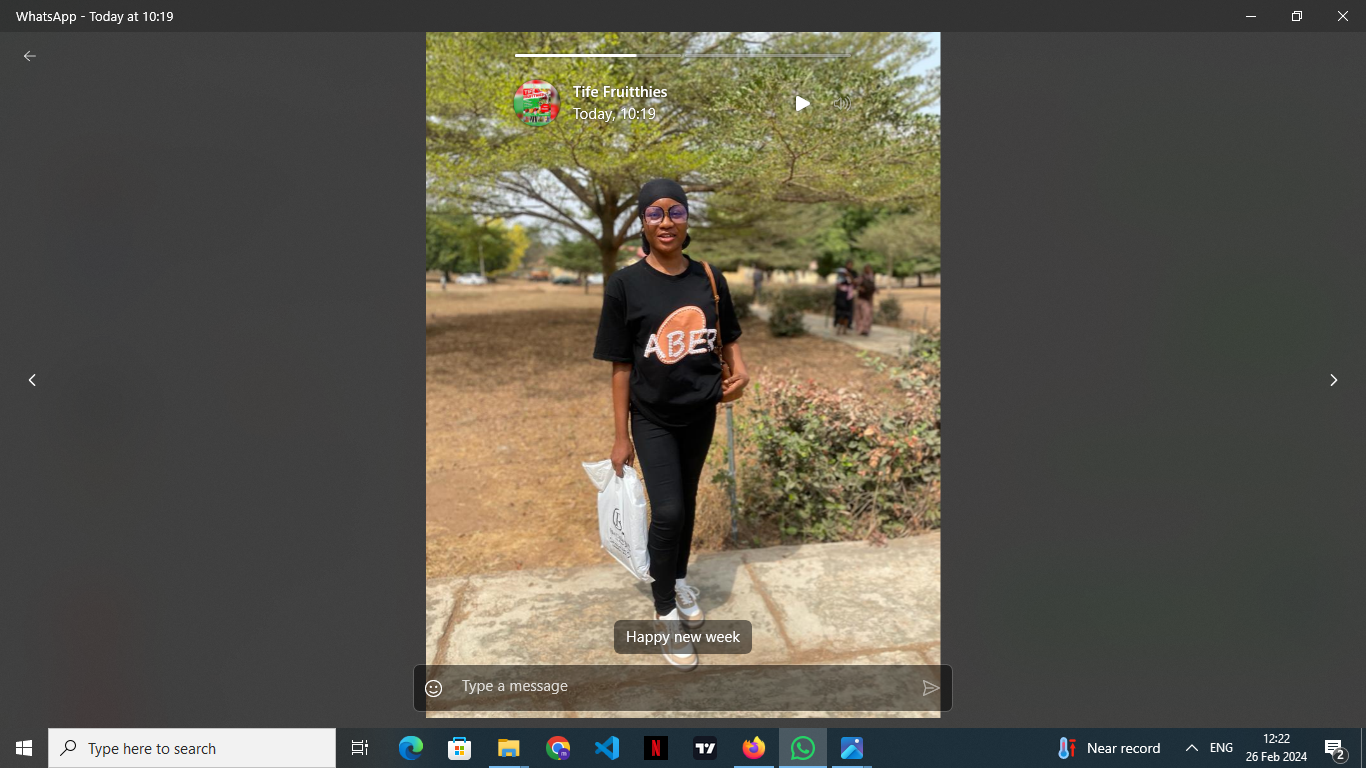 WhatsApp - Today at 10:19
Tife Fruitthies
Today, 10:19
ABER
Happy new week
Type a message
Type here to search
Near record
ENG
12:22
26 Feb 2024
2